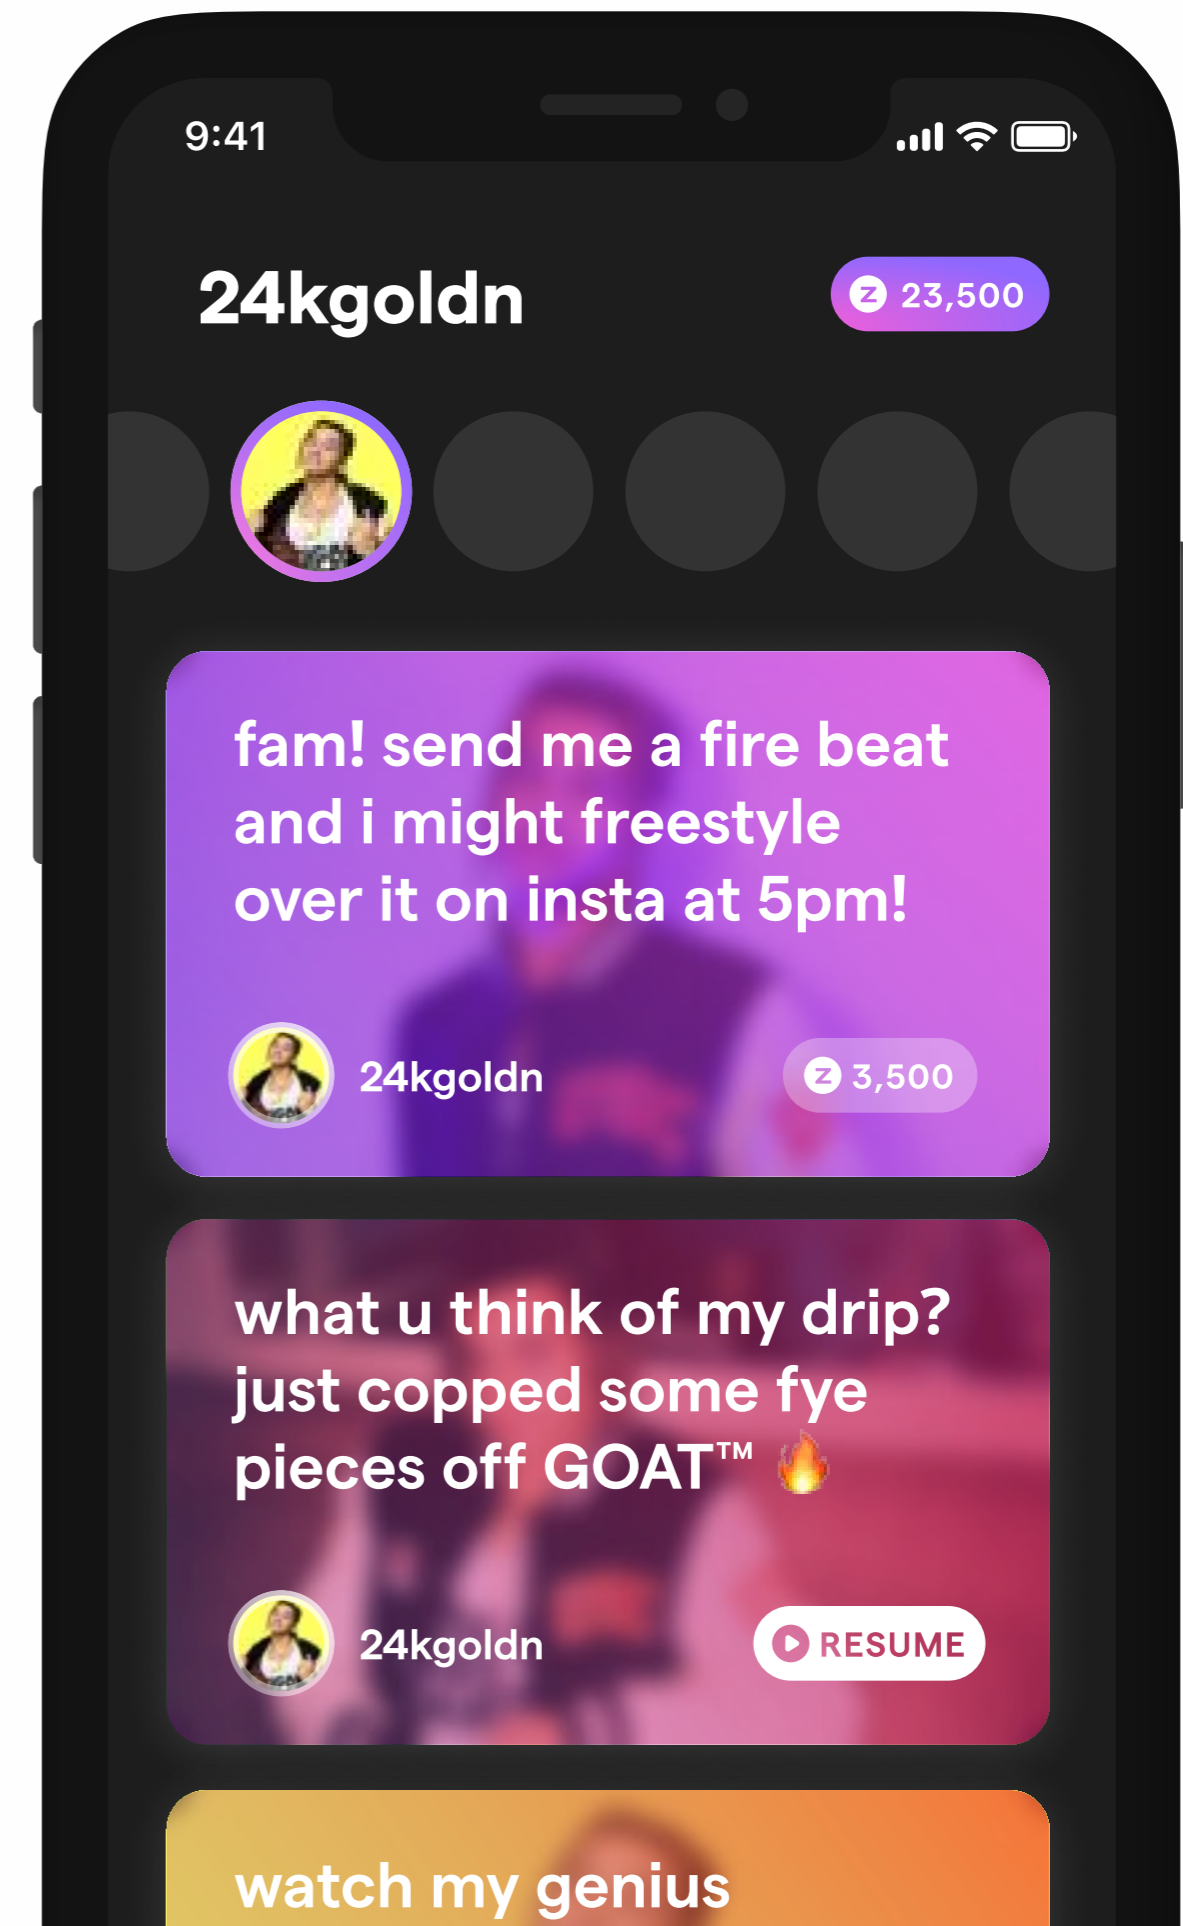 9:41
24kgoldn
Z 23,500
fam! send me a fire beat
and i might freestyle
over it on insta at 5pm!
24kgoldn
Z 3,500
what u think of my drip?
just copped some fye
pieces off GOAT™ 🔥
24kgoldn
RESUME
watch my genius